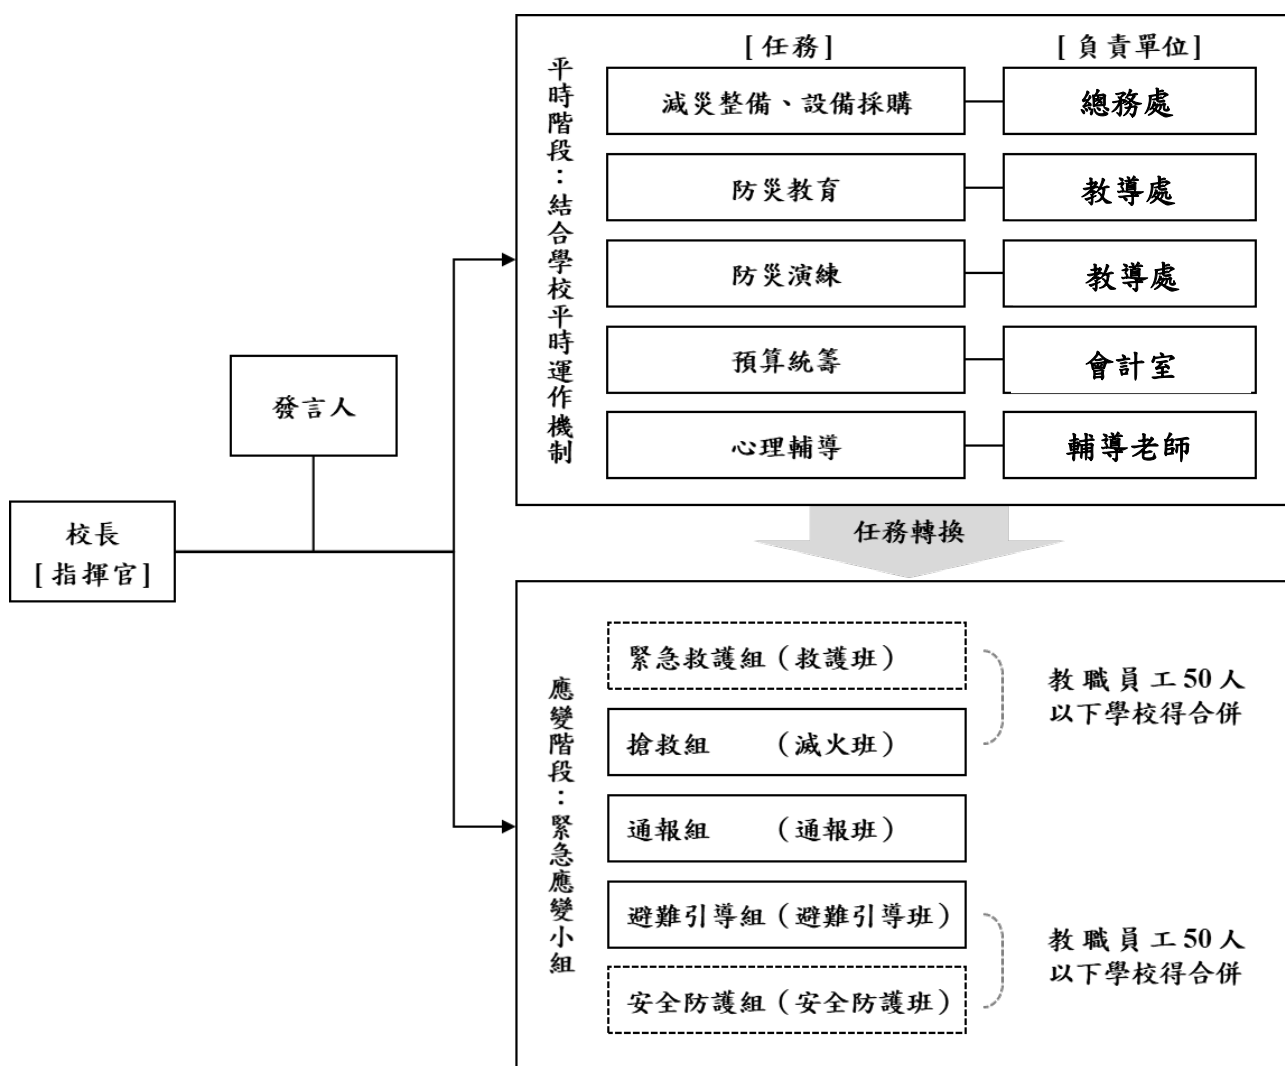 [任務] [負責單位]
平時階段：結合學校平時運作機制
減災整備、設備採購 總務處
防災教育 教導處
防災演練 教導處
預算統籌 會計室
心理輔導 輔導老師
發言人
校長
[指揮官]
任務轉換
應變階段：緊急應變小組
緊急救護組（救護班）
搶救組 （滅火班）
教職員工50人
以下學校得合併
通報組 （通報班）
避難引導組（避難引導班）
安全防護組（安全防護班）
教職員工50人
以下學校得合併